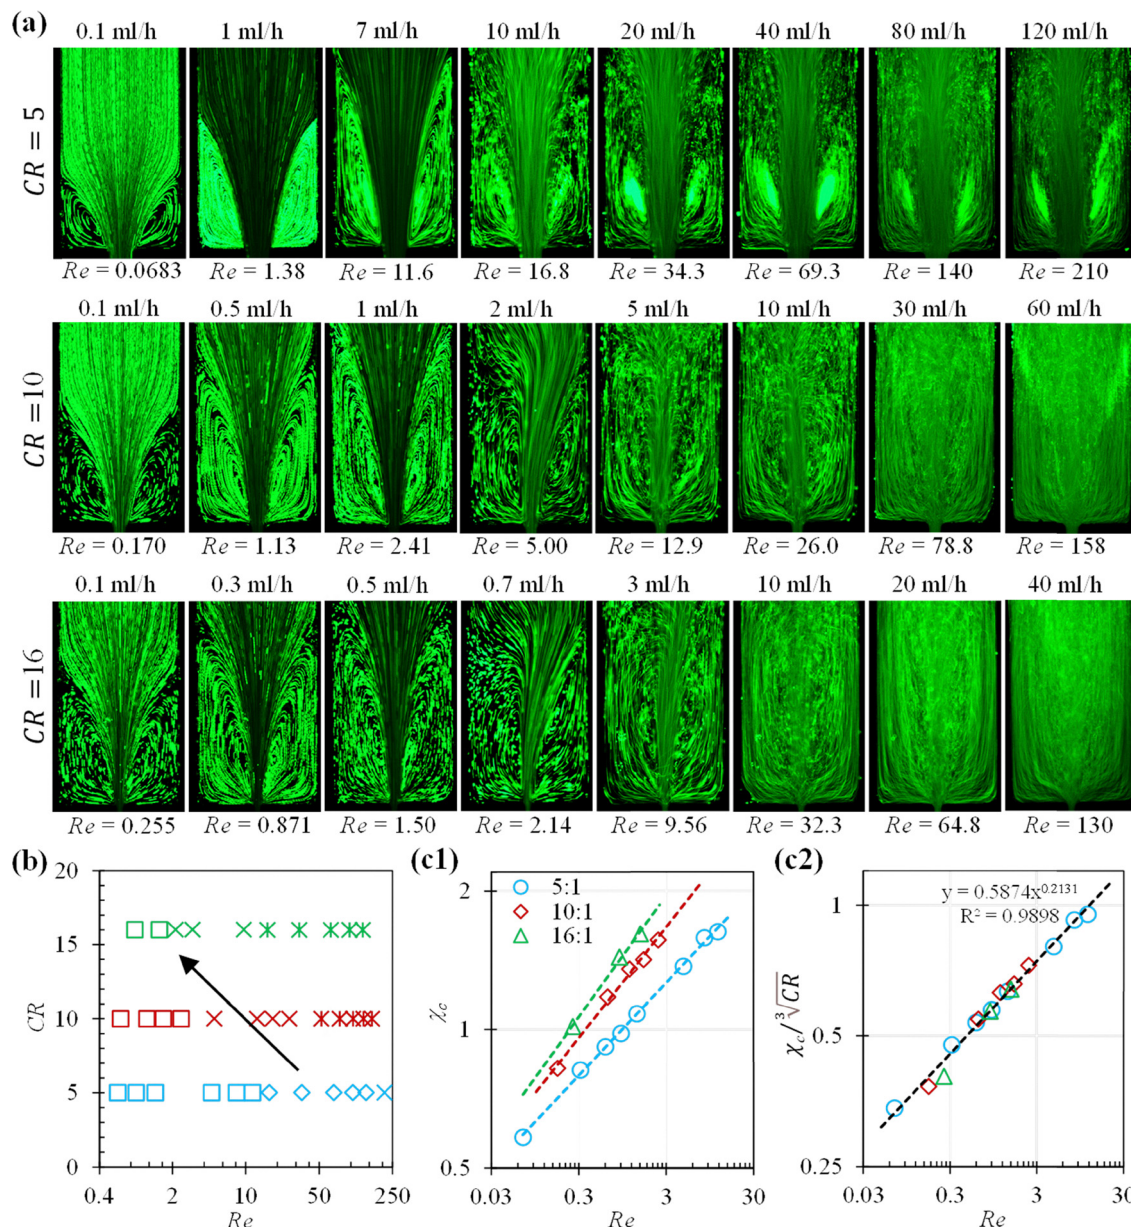 (a)
0.1 ml/h 1 ml/h 7 ml/h 10 ml/h 20 ml/h 40 ml/h 80 ml/h 120 ml/h
CR = 5
Re = 0.0683 Re = 1.38 Re = 11.6 Re = 16.8 Re = 34.3 Re = 69.3 Re = 140 Re = 210
0.1 ml/h 0.5 ml/h 1 ml/h 2 ml/h 5 ml/h 10 ml/h 30 ml/h 60 ml/h
CR = 10
Re = 0.170 Re = 1.13 Re = 2.41 Re = 5.00 Re = 12.9 Re = 26.0 Re = 78.8 Re = 158
0.1 ml/h 0.3 ml/h 0.5 ml/h 0.7 ml/h 3 ml/h 10 ml/h 20 ml/h 40 ml/h
CR = 16
Re = 0.255 Re = 0.871 Re = 1.50 Re = 2.14 Re = 9.56 Re = 32.3 Re = 64.8 Re = 130
(b)
20
15
10
5
0
CR
0.4 2 10 50 250
Re
(c1)
2
1
0.5
χc
5:1
10:1
16:1
0.03 0.3 3 30
Re
(c2)
1
0.5
0.25
χc/∛CR
y = 0.5874x^0.2131
R² = 0.9898
0.03 0.3 3 30
Re